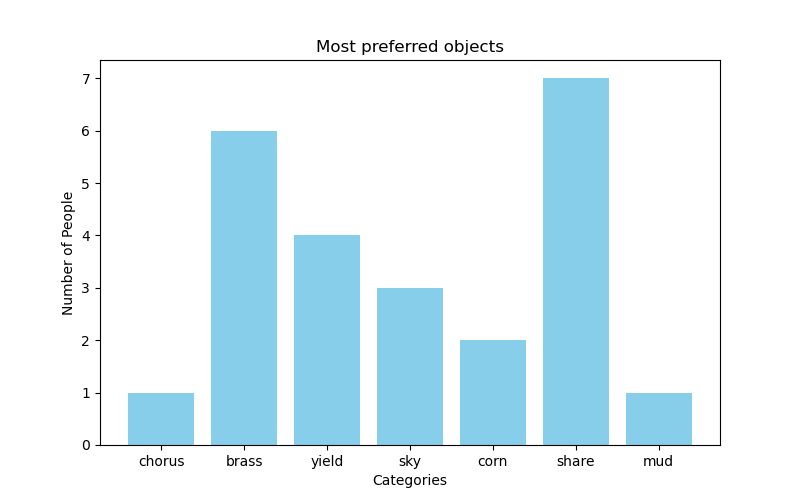 Most preferred objects
Number of People
7
6
5
4
3
2
1
0
chorus brass yield sky corn share mud
Categories